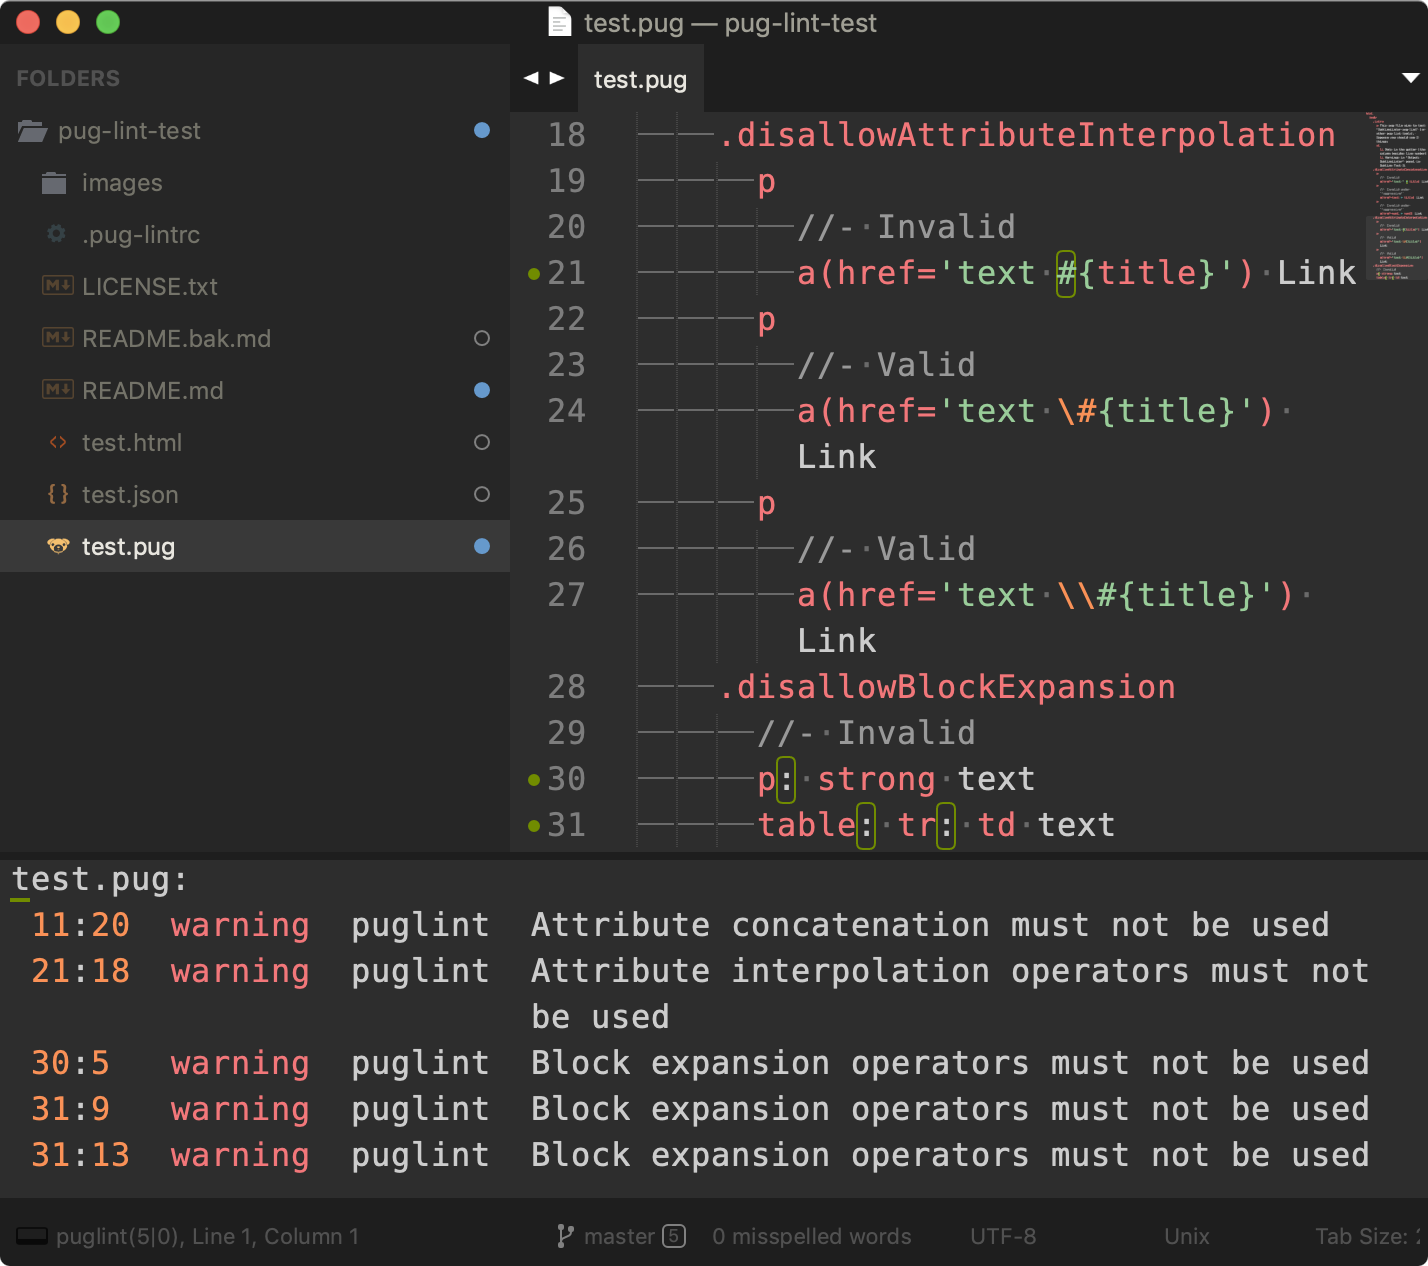 test.pug — pug-lint-test
FOLDERS
pug-lint-test
images
.pug-lintrc
LICENSE.txt
README.bak.md
README.md
test.html
test.json
test.pug
test.pug
18 .disallowAttributeInterpolation
19 p
20 //-·Invalid
21 a(href='text·#{title}')·Link
22 p
23 //-·Valid
24 a(href='text·\#{title}')·
Link
25 p
26 //-·Valid
27 a(href='text·\\#{title}')·
Link
28 .disallowBlockExpansion
29 //-·Invalid
30 p:·strong·text
31 table:·tr:·td·text
test.pug:
11:20 warning puglint Attribute concatenation must not be used
21:18 warning puglint Attribute interpolation operators must not
be used
30:5 warning puglint Block expansion operators must not be used
31:9 warning puglint Block expansion operators must not be used
31:13 warning puglint Block expansion operators must not be used
puglint(5|0), Line 1, Column 1 master 5 0 misspelled words UTF-8 Unix Tab Size: